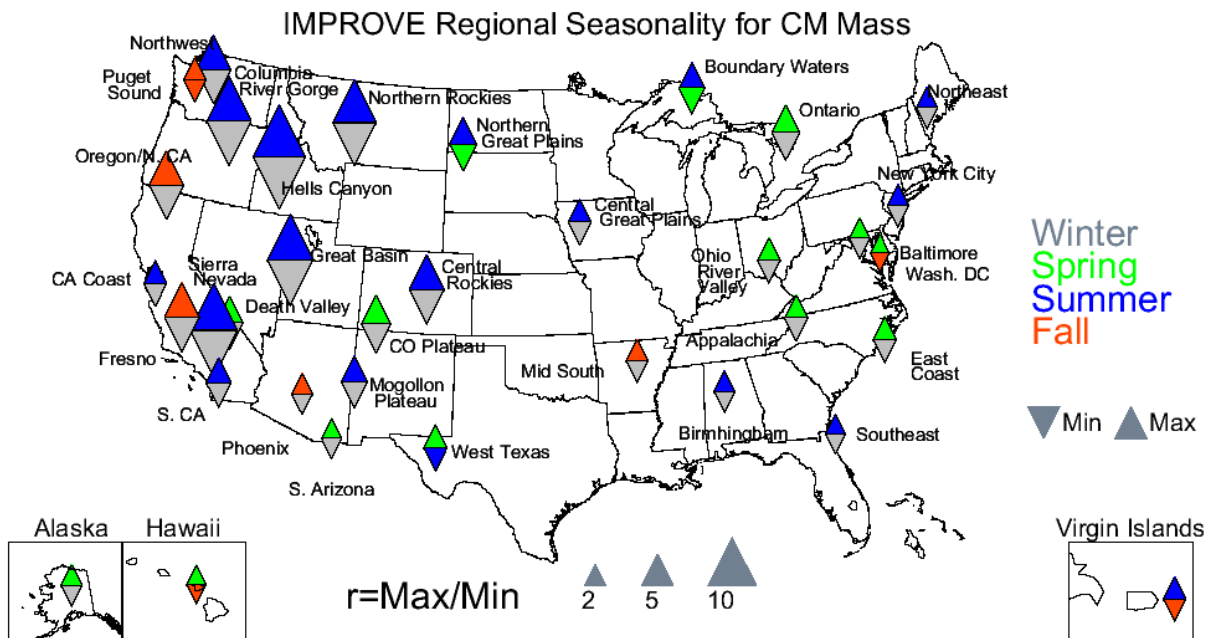 IMPROVE Regional Seasonality for CM Mass
Northwest
Puget
Sound
Columbia
River Gorge
Northern Rockies
Northern
Great Plains
Boundary Waters
Ontario
Northeast
Oregon/N. CA
Hells Canyon
Central
Great Plains
New York City
CA Coast
Sierra
Nevada
Great Basin
Death Valley
Central
Rockies
Ohio
River
Valley
Baltimore
Wash. DC
Winter
Spring
Summer
Fall
Fresno
CO Plateau
Mid South
Appalachia
East
Coast
S. CA
Mogollon
Plateau
Phoenix
West Texas
Birmhingham
Southeast
Min
Max
S. Arizona
Alaska
Hawaii
Virgin Islands
r=Max/Min
2
5
10